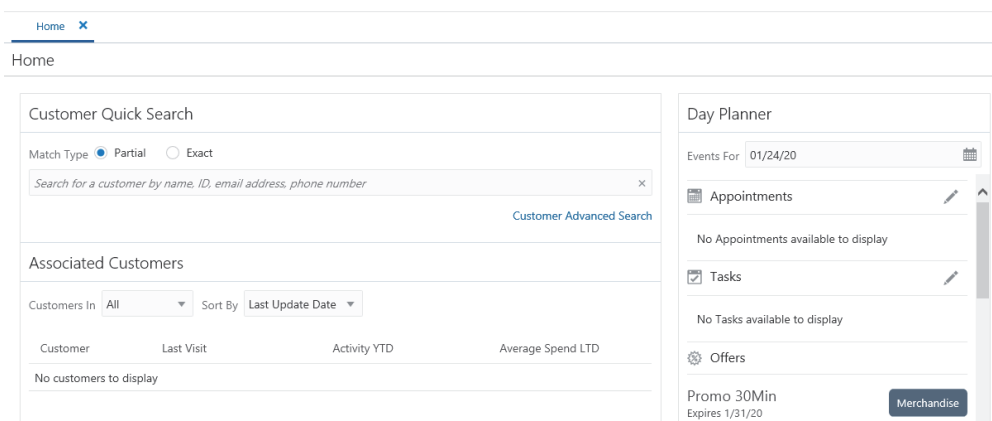 Home
Home
Customer Quick Search
Match Type Partial Exact
Search for a customer by name, ID, email address, phone number
Customer Advanced Search
Associated Customers
Customers In All Sort By Last Update Date
Customer Last Visit Activity YTD Average Spend LTD
No customers to display
Day Planner
Events For 01/24/20
Appointments
No Appointments available to display
Tasks
No Tasks available to display
Offers
Promo 30Min
Merchandise
Expires 1/31/20